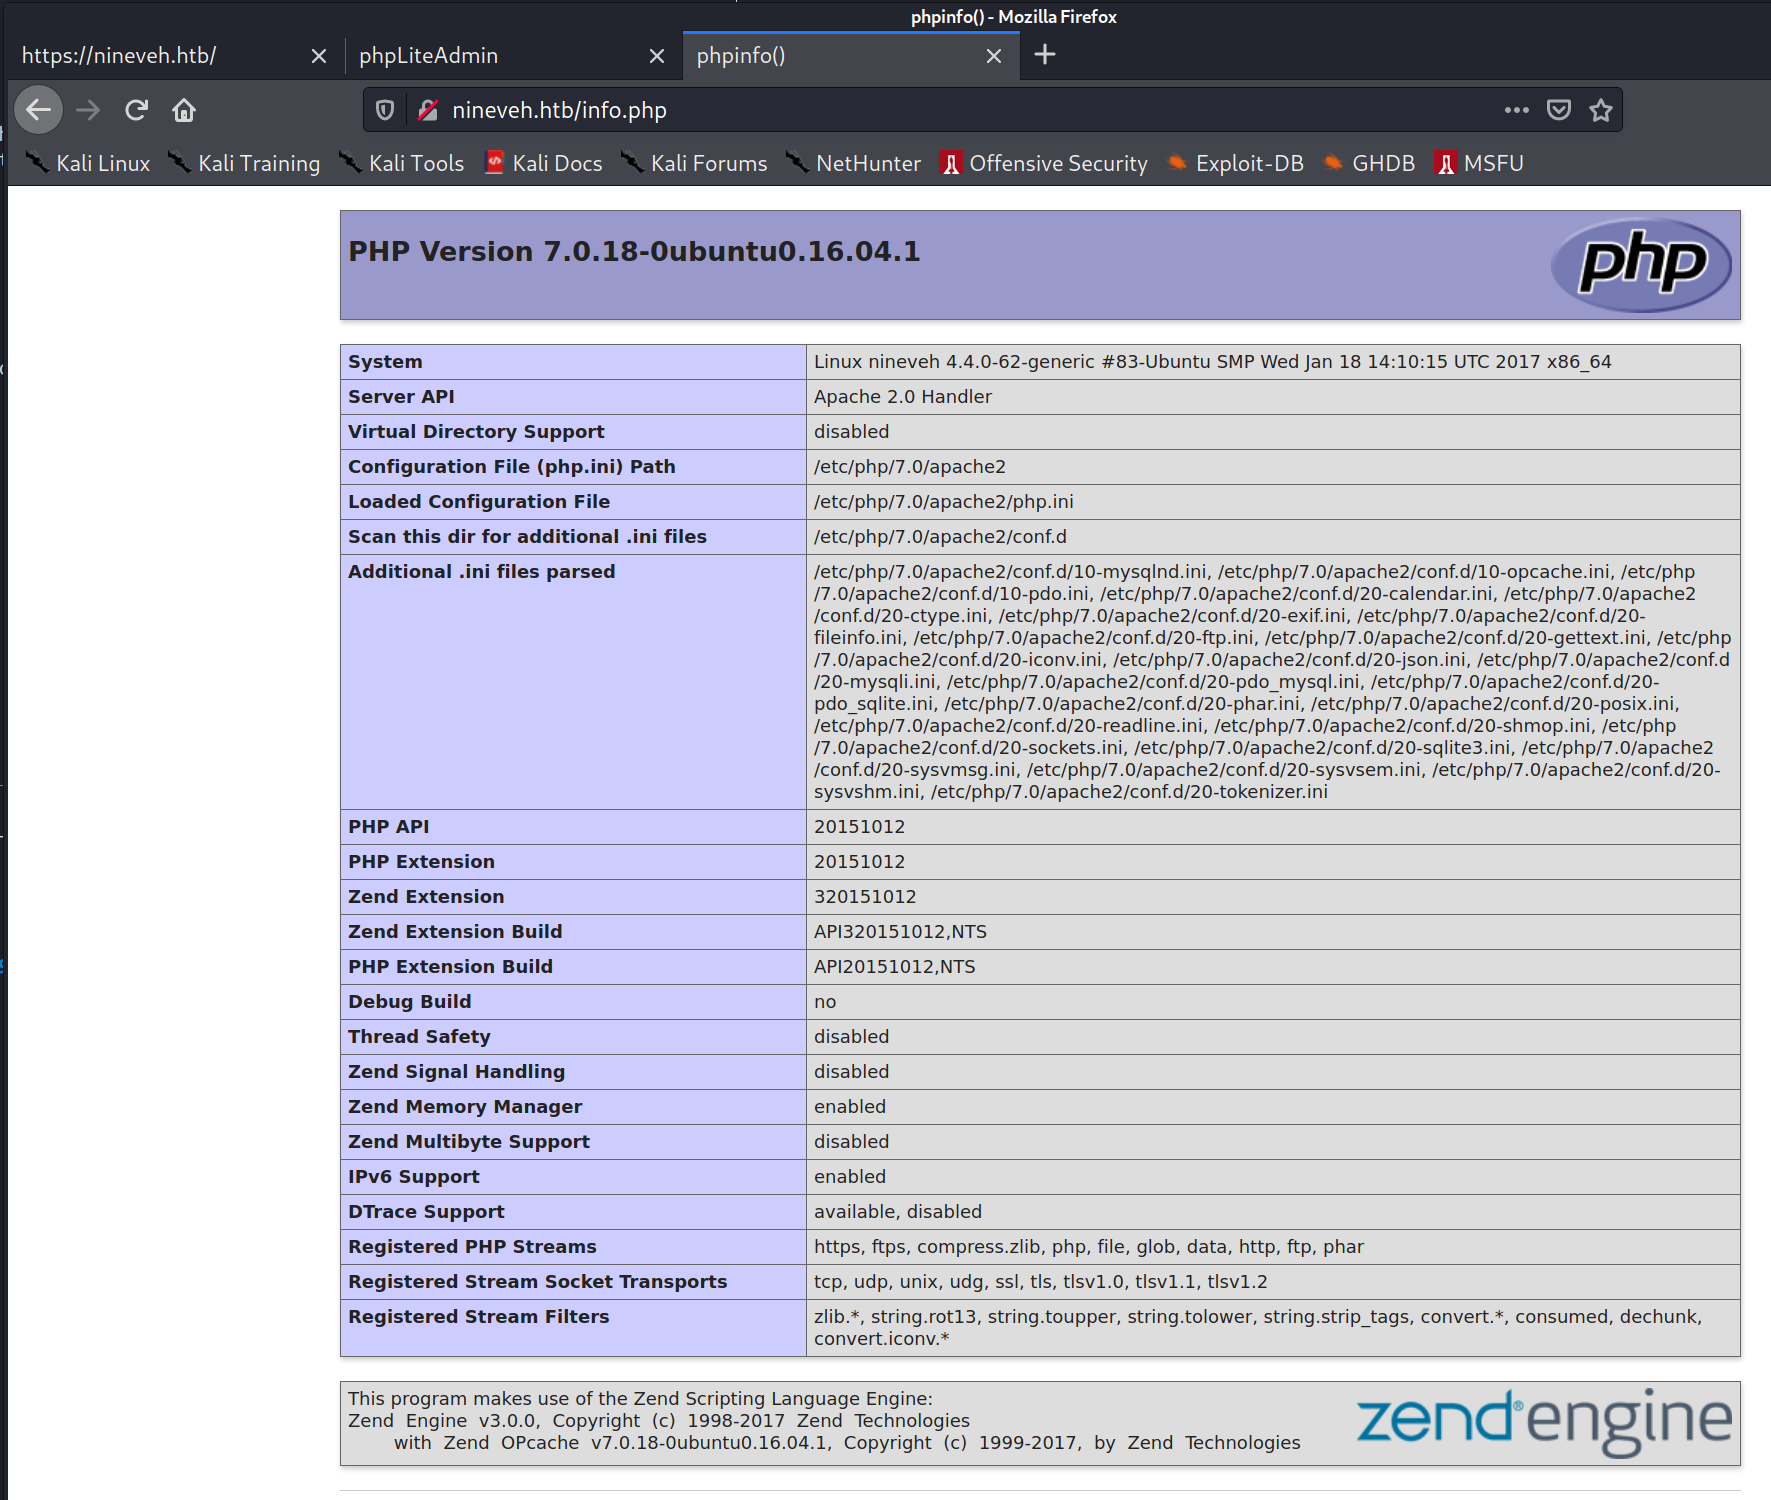 phpinfo() - Mozilla Firefox
https://nineveh.htb/
phpLiteAdmin
phpinfo()
nineveh.htb/info.php
Kali Linux Kali Training Kali Tools Kali Docs Kali Forums NetHunter Offensive Security Exploit-DB GHDB MSFU
PHP Version 7.0.18-0ubuntu0.16.04.1
php
System Linux nineveh 4.4.0-62-generic #83-Ubuntu SMP Wed Jan 18 14:10:15 UTC 2017 x86_64
Server API Apache 2.0 Handler
Virtual Directory Support disabled
Configuration File (php.ini) Path /etc/php/7.0/apache2
Loaded Configuration File /etc/php/7.0/apache2/php.ini
Scan this dir for additional .ini files /etc/php/7.0/apache2/conf.d
Additional .ini files parsed /etc/php/7.0/apache2/conf.d/10-mysqlnd.ini, /etc/php/7.0/apache2/conf.d/10-opcache.ini, /etc/php
/7.0/apache2/conf.d/10-pdo.ini, /etc/php/7.0/apache2/conf.d/20-calendar.ini, /etc/php/7.0/apache2
/conf.d/20-ctype.ini, /etc/php/7.0/apache2/conf.d/20-exif.ini, /etc/php/7.0/apache2/conf.d/20-
fileinfo.ini, /etc/php/7.0/apache2/conf.d/20-ftp.ini, /etc/php/7.0/apache2/conf.d/20-gettext.ini, /etc/php
/7.0/apache2/conf.d/20-iconv.ini, /etc/php/7.0/apache2/conf.d/20-json.ini, /etc/php/7.0/apache2/conf.d
/20-mysqli.ini, /etc/php/7.0/apache2/conf.d/20-pdo_mysql.ini, /etc/php/7.0/apache2/conf.d/20-
pdo_sqlite.ini, /etc/php/7.0/apache2/conf.d/20-phar.ini, /etc/php/7.0/apache2/conf.d/20-posix.ini,
/etc/php/7.0/apache2/conf.d/20-readline.ini, /etc/php/7.0/apache2/conf.d/20-shmop.ini, /etc/php
/7.0/apache2/conf.d/20-sockets.ini, /etc/php/7.0/apache2/conf.d/20-sqlite3.ini, /etc/php/7.0/apache2
/conf.d/20-sysvmsg.ini, /etc/php/7.0/apache2/conf.d/20-sysvsem.ini, /etc/php/7.0/apache2/conf.d/20-
sysvshm.ini, /etc/php/7.0/apache2/conf.d/20-tokenizer.ini
PHP API 20151012
PHP Extension 20151012
Zend Extension 320151012
Zend Extension Build API320151012,NTS
PHP Extension Build API20151012,NTS
Debug Build no
Thread Safety disabled
Zend Signal Handling disabled
Zend Memory Manager enabled
Zend Multibyte Support disabled
IPv6 Support enabled
DTrace Support available, disabled
Registered PHP Streams https, ftps, compress.zlib, php, file, glob, data, http, ftp, phar
Registered Stream Socket Transports tcp, udp, unix, udg, ssl, tls, tlsv1.0, tlsv1.1, tlsv1.2
Registered Stream Filters zlib.*, string.rot13, string.toupper, string.tolower, string.strip_tags, convert.*, consumed, dechunk,
convert.iconv.*
This program makes use of the Zend Scripting Language Engine:
Zend Engine v3.0.0, Copyright (c) 1998-2017 Zend Technologies
with Zend OPcache v7.0.18-0ubuntu0.16.04.1, Copyright (c) 1999-2017, by Zend Technologies
zend®engine